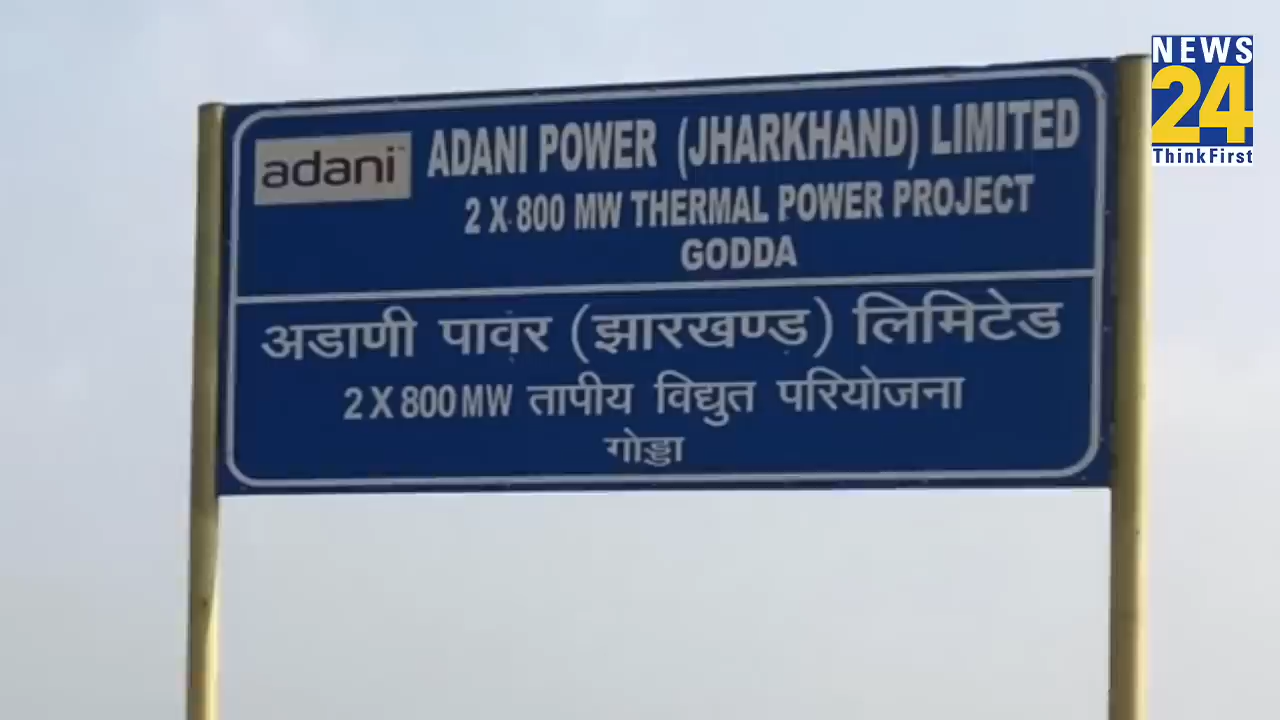 adani
ADANI POWER (JHARKHAND) LIMITED
2 X 800 MW THERMAL POWER PROJECT
GODDA
अडाणी पावर (झारखण्ड) लिमिटेड
2 X 800 MW तापीय विद्युत परियोजना
गोड्डा
NEWS
24
ThinkFirst